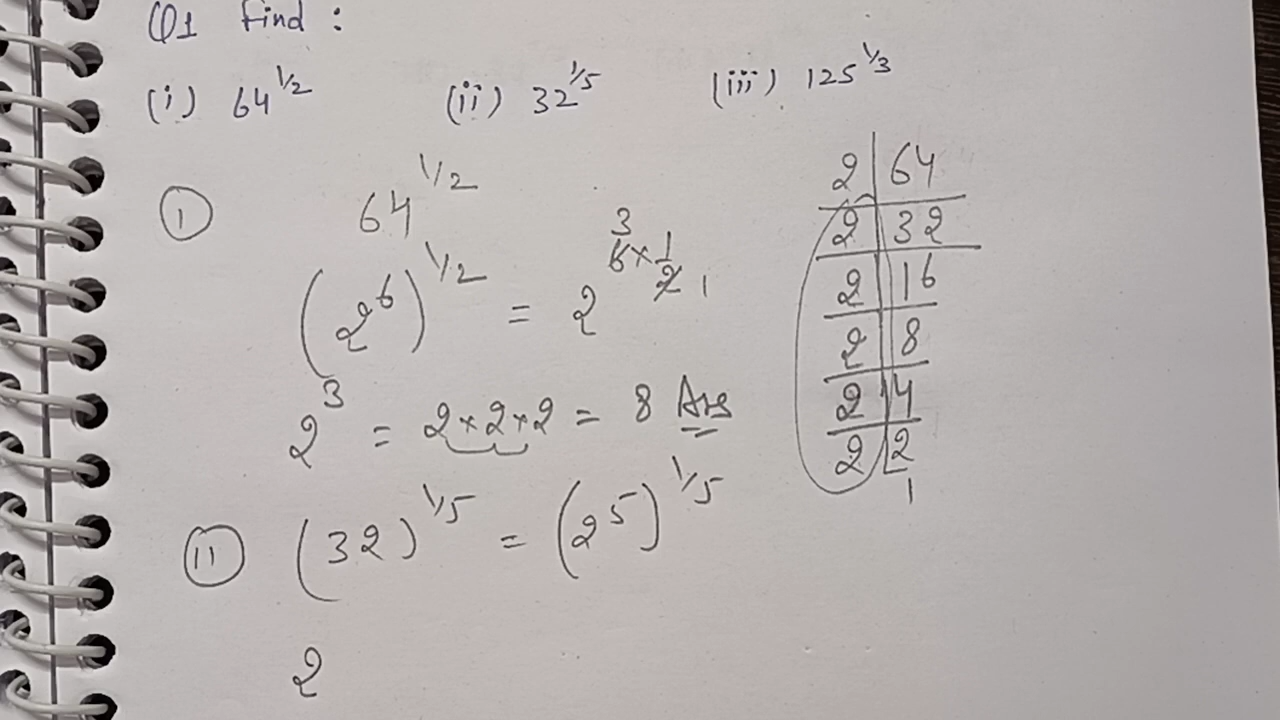 Q1 Find :
(i) 64^1/2 (ii) 32^1/5 (iii) 125^1/3
(i) 64^1/2
(2^6)^1/2 = 2^6×1/2 3 1
2^3 = 2×2×2 = 8 Ans
(ii) (32)^1/5 = (2^5)^1/5
2
2 | 64
2 | 32
2 | 16
2 | 8
2 | 4
2 | 2
1